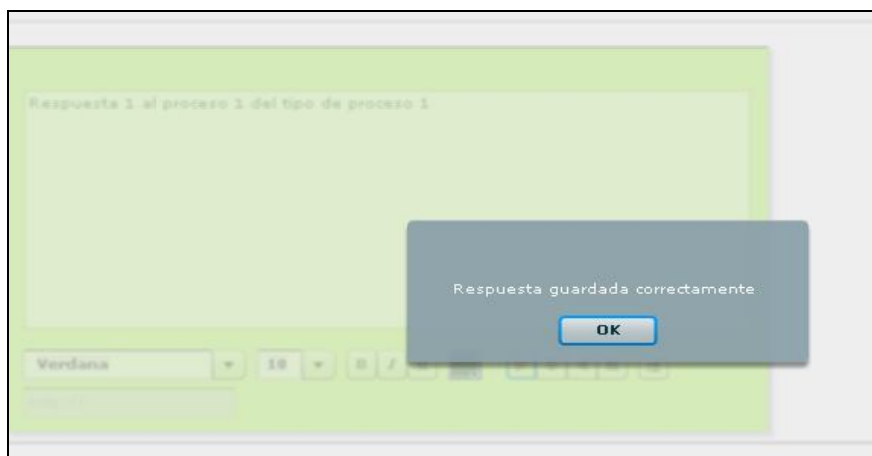 Respuesta 1 al proceso 1 del tipo de proceso 1
Respuesta guardada correctamente
OK
Verdana
10
B I U